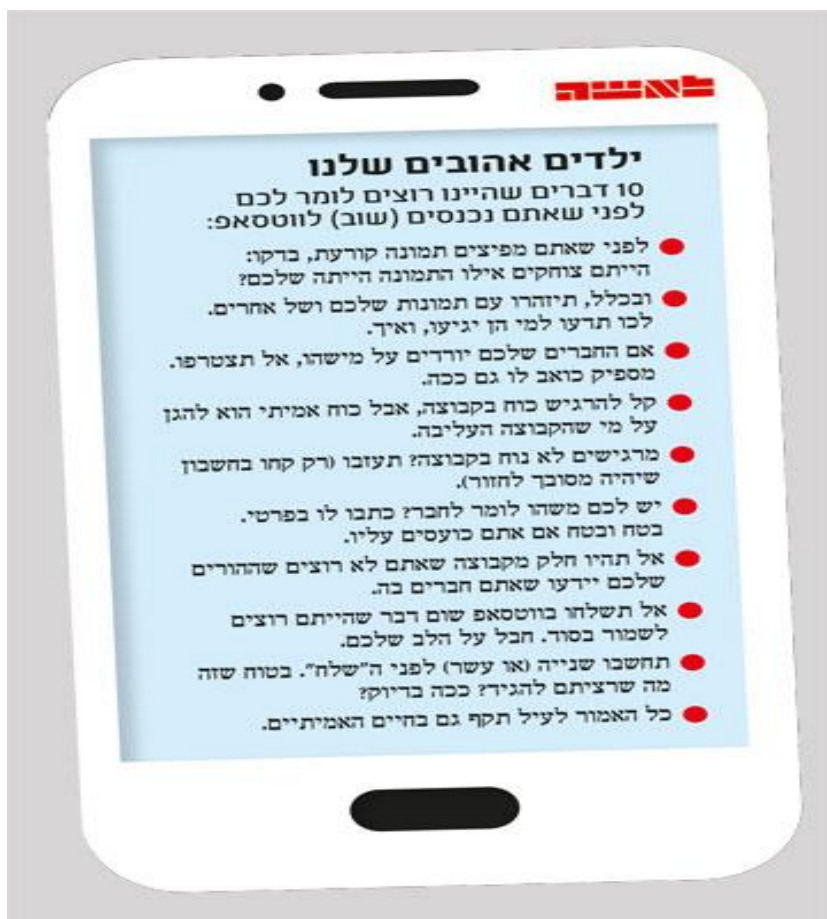 לאשה
ילדים אהובים שלנו
10 דברים שהיינו רוצים לומר לכם
לפני שאתם נכנסים (שוב) לווטסאפ:
לפני שאתם מפיצים תמונה קורעת, בדקו:
הייתם צוחקים אילו התמונה הייתה שלכם?
ובכלל, תיזהרו עם תמונות שלכם ושל אחרים.
לכו תדעו למי הן יגיעו, ואיך.
אם החברים שלכם יורדים על מישהו, אל תצטרפו.
מספיק כואב לו גם ככה.
קל להרגיש כוח בקבוצה, אבל כוח אמיתי הוא להגן
על מי שהקבוצה העליבה.
מרגישים לא נוח בקבוצה? תעזבו (רק קחו בחשבון
שיהיה מסובך לחזור).
יש לכם משהו לומר לחבר? כתבו לו בפרטי.
בטח ובטח אם אתם כועסים עליו.
אל תהיו חלק מקבוצה שאתם לא רוצים שההורים
שלכם יידעו שאתם חברים בה.
אל תשלחו בווטסאפ שום דבר שהייתם רוצים
לשמור בסוד. חבל על הלב שלכם.
תחשבו שנייה (או עשר) לפני ה"שלח". בטוח שזה
מה שרציתם להגיד? ככה בדיוק?
כל האמור לעיל תקף גם בחיים האמיתיים.